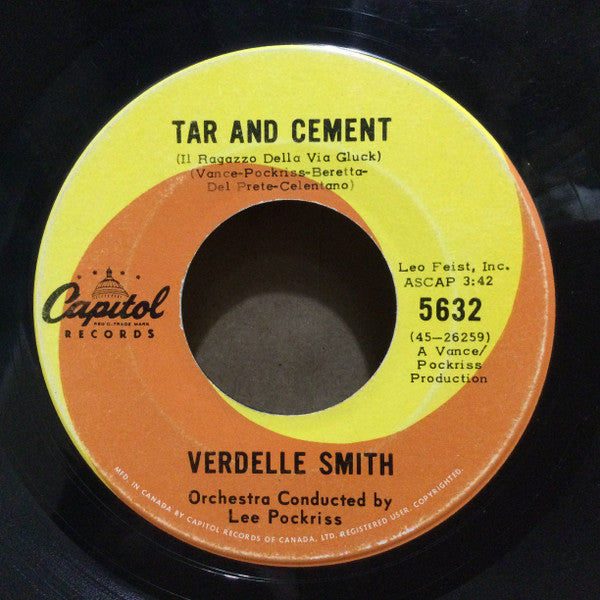 TAR AND CEMENT
(Il Ragazzo Della Via Gluck)
(Vance-Pockriss-Beretta-
Del Prete-Celentano)
Capitol
REG'D. TRADE MARK
RECORDS
Leo Feist, Inc.
ASCAP 3:42
5632
(45—26259)
A Vance/
Pockriss
Production
VERDELLE SMITH
Orchestra Conducted by
Lee Pockriss
MFD. IN CANADA BY CAPITOL RECORDS OF CANADA, LTD. REGISTERED USER. COPYRIGHTED.